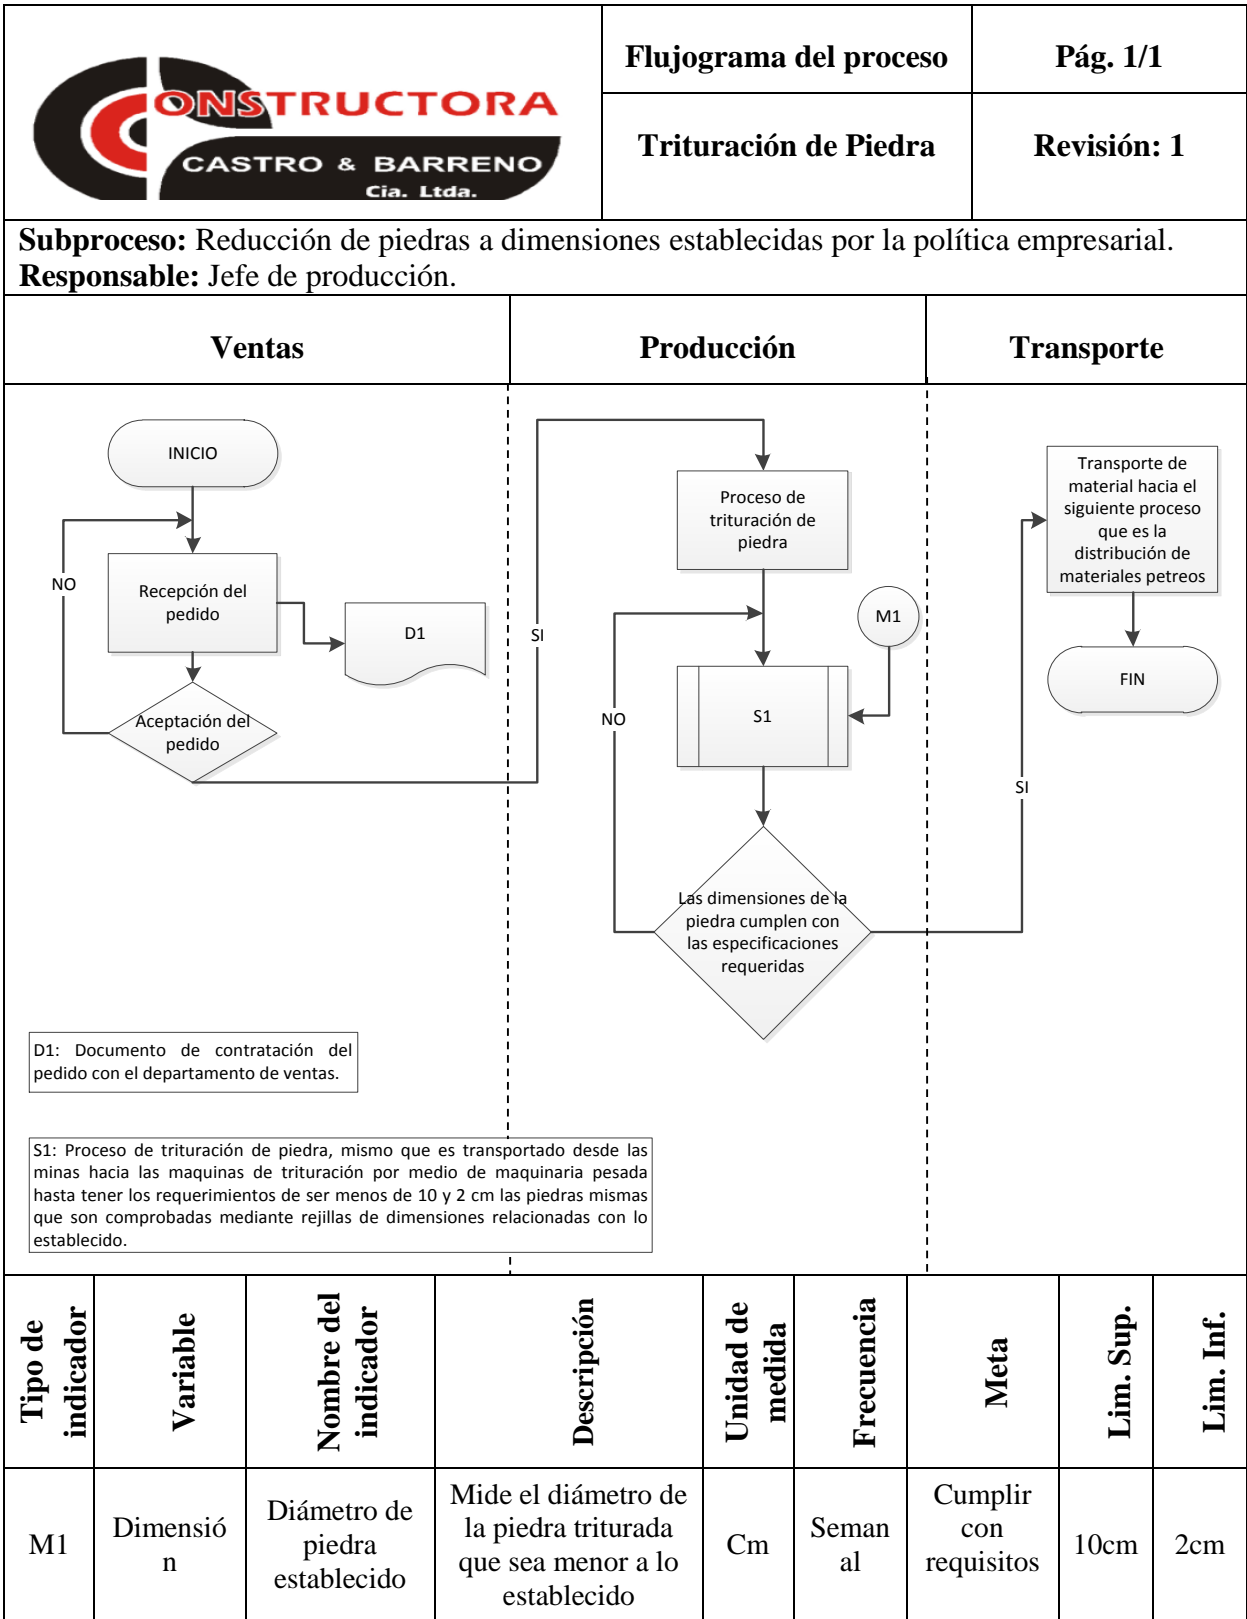 CONSTRUCTORA
CASTRO & BARRENO
Cia. Ltda.
Flujograma del proceso
Pág. 1/1
Trituración de Piedra
Revisión: 1
Subproceso: Reducción de piedras a dimensiones establecidas por la política empresarial.
Responsable: Jefe de producción.
Ventas
Producción
Transporte
INICIO
NO
Recepción del
pedido
D1
Aceptación del
pedido
SI
Proceso de
trituración de
piedra
M1
S1
NO
Las dimensiones de la
piedra cumplen con
las especificaciones
requeridas
SI
Transporte de
material hacia el
siguiente proceso
que es la
distribución de
materiales petreos
FIN
D1: Documento de contratación del
pedido con el departamento de ventas.
S1: Proceso de trituración de piedra, mismo que es transportado desde las
minas hacia las maquinas de trituración por medio de maquinaria pesada
hasta tener los requerimientos de ser menos de 10 y 2 cm las piedras mismas
que son comprobadas mediante rejillas de dimensiones relacionadas con lo
establecido.
Tipo de
indicador
Variable
Nombre del
indicador
Descripción
Unidad de
medida
Frecuencia
Meta
Lim. Sup.
Lim. Inf.
M1
Dimensió
n
Diámetro de
piedra
establecido
Mide el diámetro de
la piedra triturada
que sea menor a lo
establecido
Cm
Seman
al
Cumplir
con
requisitos
10cm
2cm